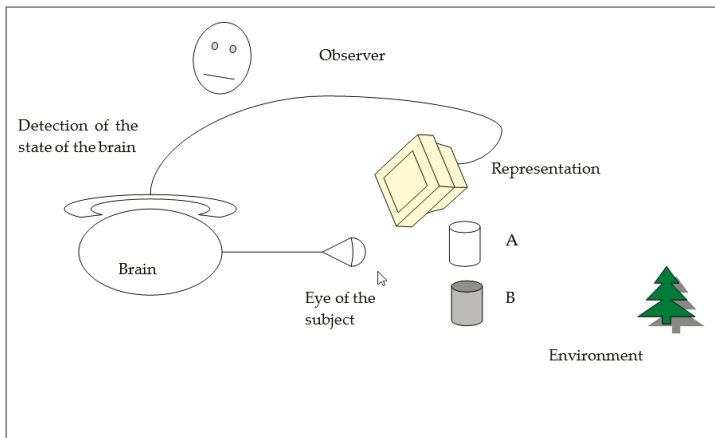 Observer
Detection of the
state of the brain
Representation
A
Brain
Eye of the
subject
B
Environment